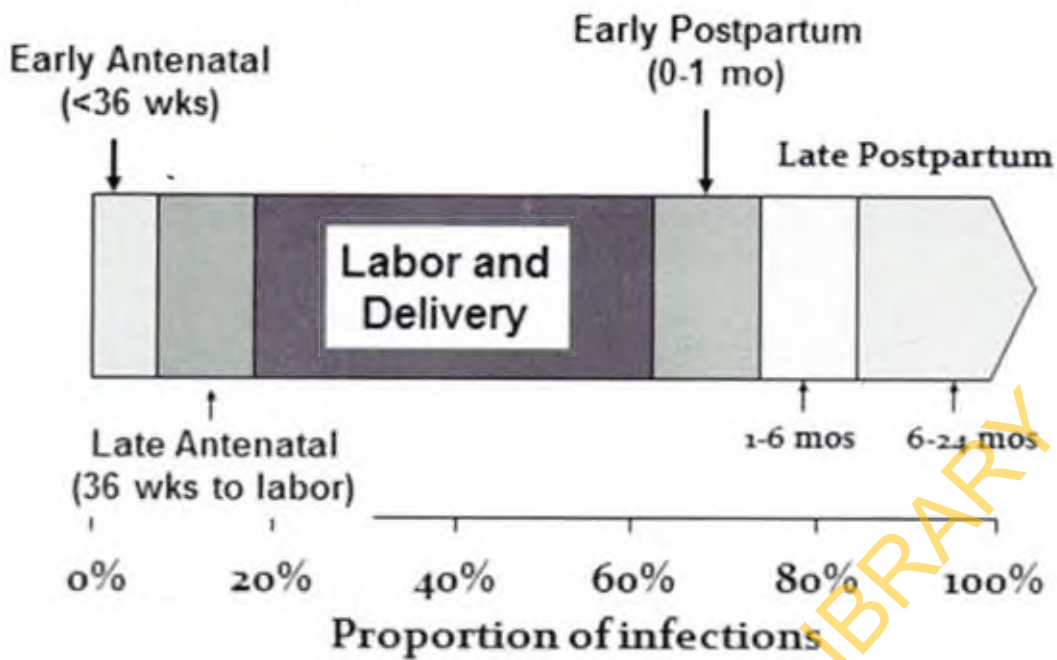 Early Antenatal
(<36 wks)
Early Postpartum
(0-1 mo)
Late Postpartum
Labor and
Delivery
Late Antenatal
(36 wks to labor)
1-6 mos
6-24 mos
0% 20% 40% 60% 80% 100%
Proportion of infections
IBRARY